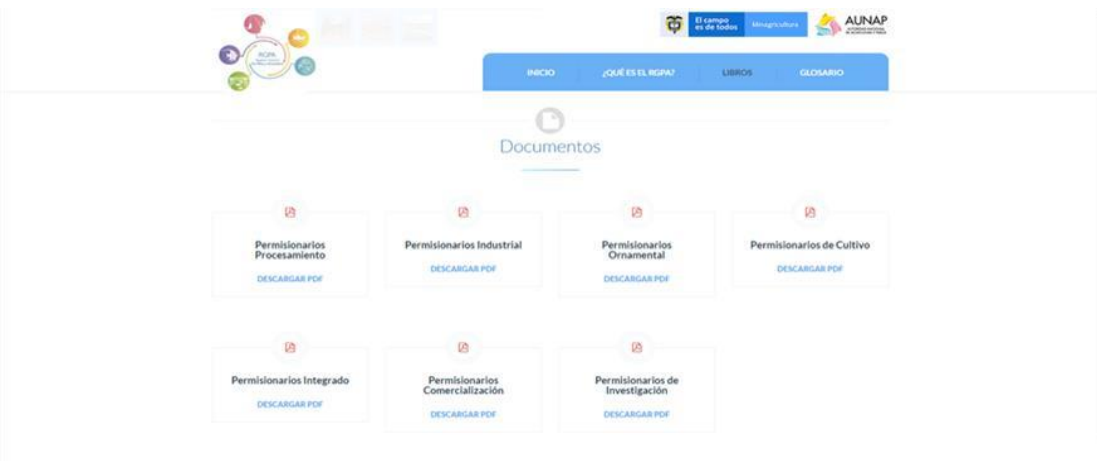 RGPA
El campo
es de todos
Minagricultura
AUNAP
INICIO
¿QUÉ ES EL RGPA?
LIBROS
GLOSARIO
Documentos
Permisionarios
Procesamiento
DESCARGAR PDF
Permisionarios Industrial
DESCARGAR PDF
Permisionarios
Ornamental
DESCARGAR PDF
Permisionarios de Cultivo
DESCARGAR PDF
Permisionarios Integrado
DESCARGAR PDF
Permisionarios
Comercialización
DESCARGAR PDF
Permisionarios de
Investigación
DESCARGAR PDF